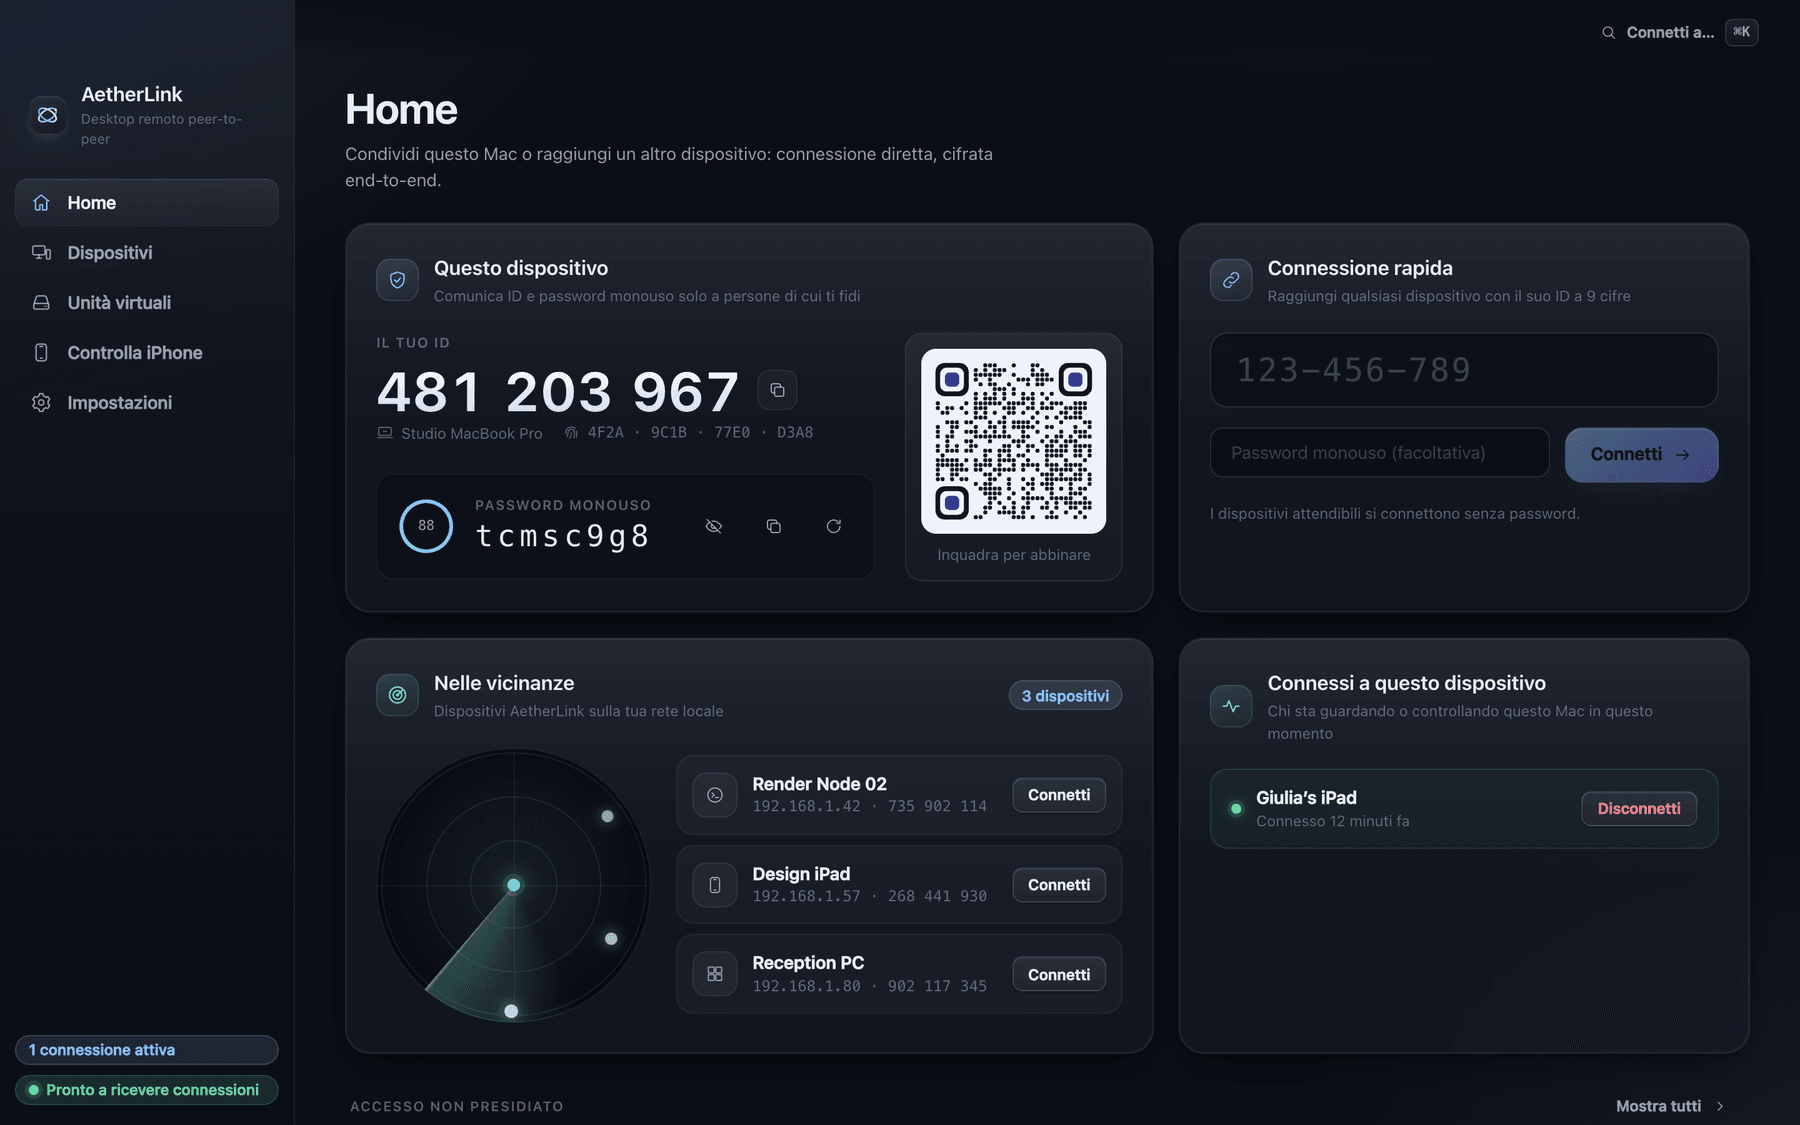 Connetti a...
⌘K
AetherLink
Desktop remoto peer-to-
peer
Home
Dispositivi
Unità virtuali
Controlla iPhone
Impostazioni
1 connessione attiva
Pronto a ricevere connessioni
Home
Condividi questo Mac o raggiungi un altro dispositivo: connessione diretta, cifrata
end-to-end.
Questo dispositivo
Comunica ID e password monouso solo a persone di cui ti fidi
IL TUO ID
481 203 967
Studio MacBook Pro
4F2A · 9C1B · 77E0 · D3A8
88
PASSWORD MONOUSO
tcmsc9g8
Inquadra per abbinare
Connessione rapida
Raggiungi qualsiasi dispositivo con il suo ID a 9 cifre
123-456-789
Password monouso (facoltativa)
Connetti →
I dispositivi attendibili si connettono senza password.
Nelle vicinanze
Dispositivi AetherLink sulla tua rete locale
3 dispositivi
Render Node 02
192.168.1.42 · 735 902 114
Connetti
Design iPad
192.168.1.57 · 268 441 930
Connetti
Reception PC
192.168.1.80 · 902 117 345
Connetti
Connessi a questo dispositivo
Chi sta guardando o controllando questo Mac in questo
momento
Giulia’s iPad
Connesso 12 minuti fa
Disconnetti
ACCESSO NON PRESIDIATO
Mostra tutti